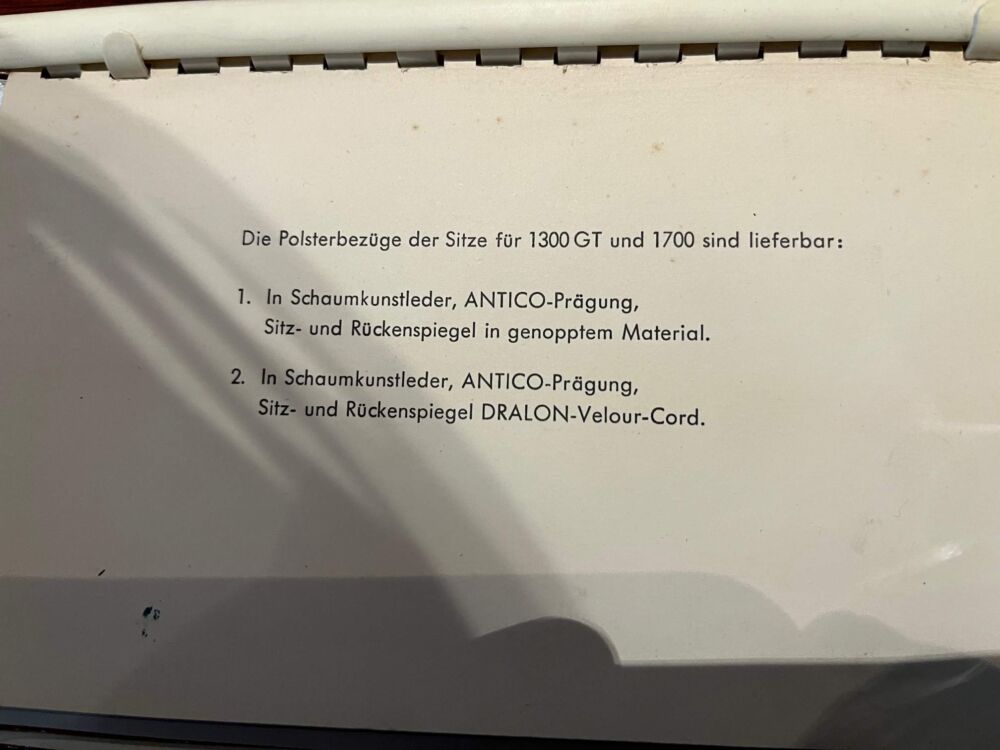 Die Polsterbezüge der Sitze für 1300 GT und 1700 sind lieferbar:
1. In Schaumkunstleder, ANTICO-Prägung,
Sitz- und Rückenspiegel in genopptem Material.
2. In Schaumkunstleder, ANTICO-Prägung,
Sitz- und Rückenspiegel DRALON-Velour-Cord.